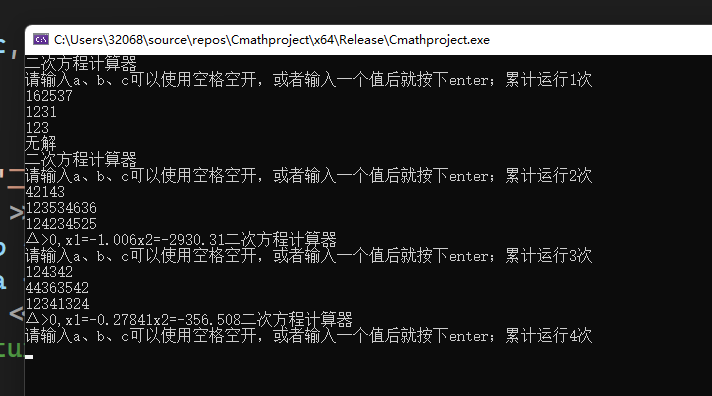 C:\Users\32068\source\repos\Cmathproject\x64\Release\Cmathproject.exe
二次方程计算器
请输入a、b、c可以使用空格空开，或者输入一个值后就按下enter；累计运行1次
162537
1231
123
无解
二次方程计算器
请输入a、b、c可以使用空格空开，或者输入一个值后就按下enter；累计运行2次
42143
123534636
124234525
△>0,x1=-1.006x2=-2930.31二次方程计算器
请输入a、b、c可以使用空格空开，或者输入一个值后就按下enter；累计运行3次
124342
44363542
12341324
△>0,x1=-0.27841x2=-356.508二次方程计算器
请输入a、b、c可以使用空格空开，或者输入一个值后就按下enter；累计运行4次